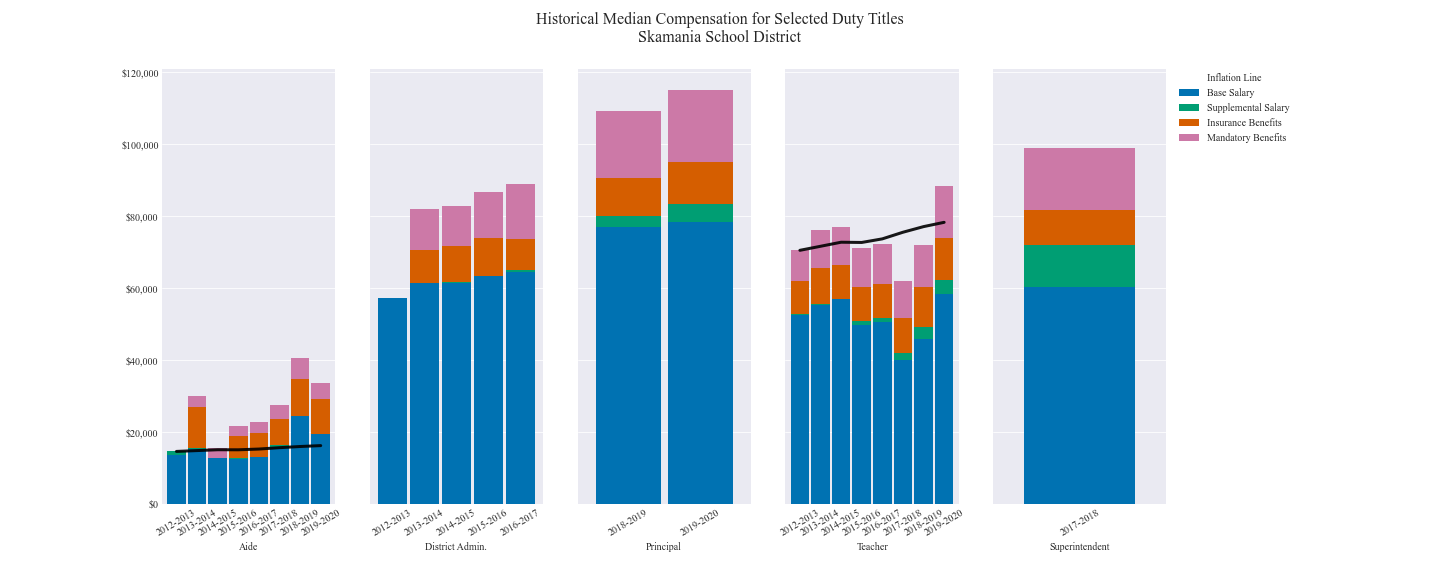 Historical Median Compensation for Selected Duty Titles
Skamania School District
$120,000
$100,000
$80,000
$60,000
$40,000
$20,000
$0
Inflation Line
Base Salary
Supplemental Salary
Insurance Benefits
Mandatory Benefits
2012-2013
2013-2014
2014-2015
2015-2016
2016-2017
2017-2018
2018-2019
2019-2020
Aide
2012-2013
2013-2014
2014-2015
2015-2016
2016-2017
District Admin.
2018-2019
2019-2020
Principal
2012-2013
2013-2014
2014-2015
2015-2016
2016-2017
2017-2018
2018-2019
2019-2020
Teacher
2017-2018
Superintendent